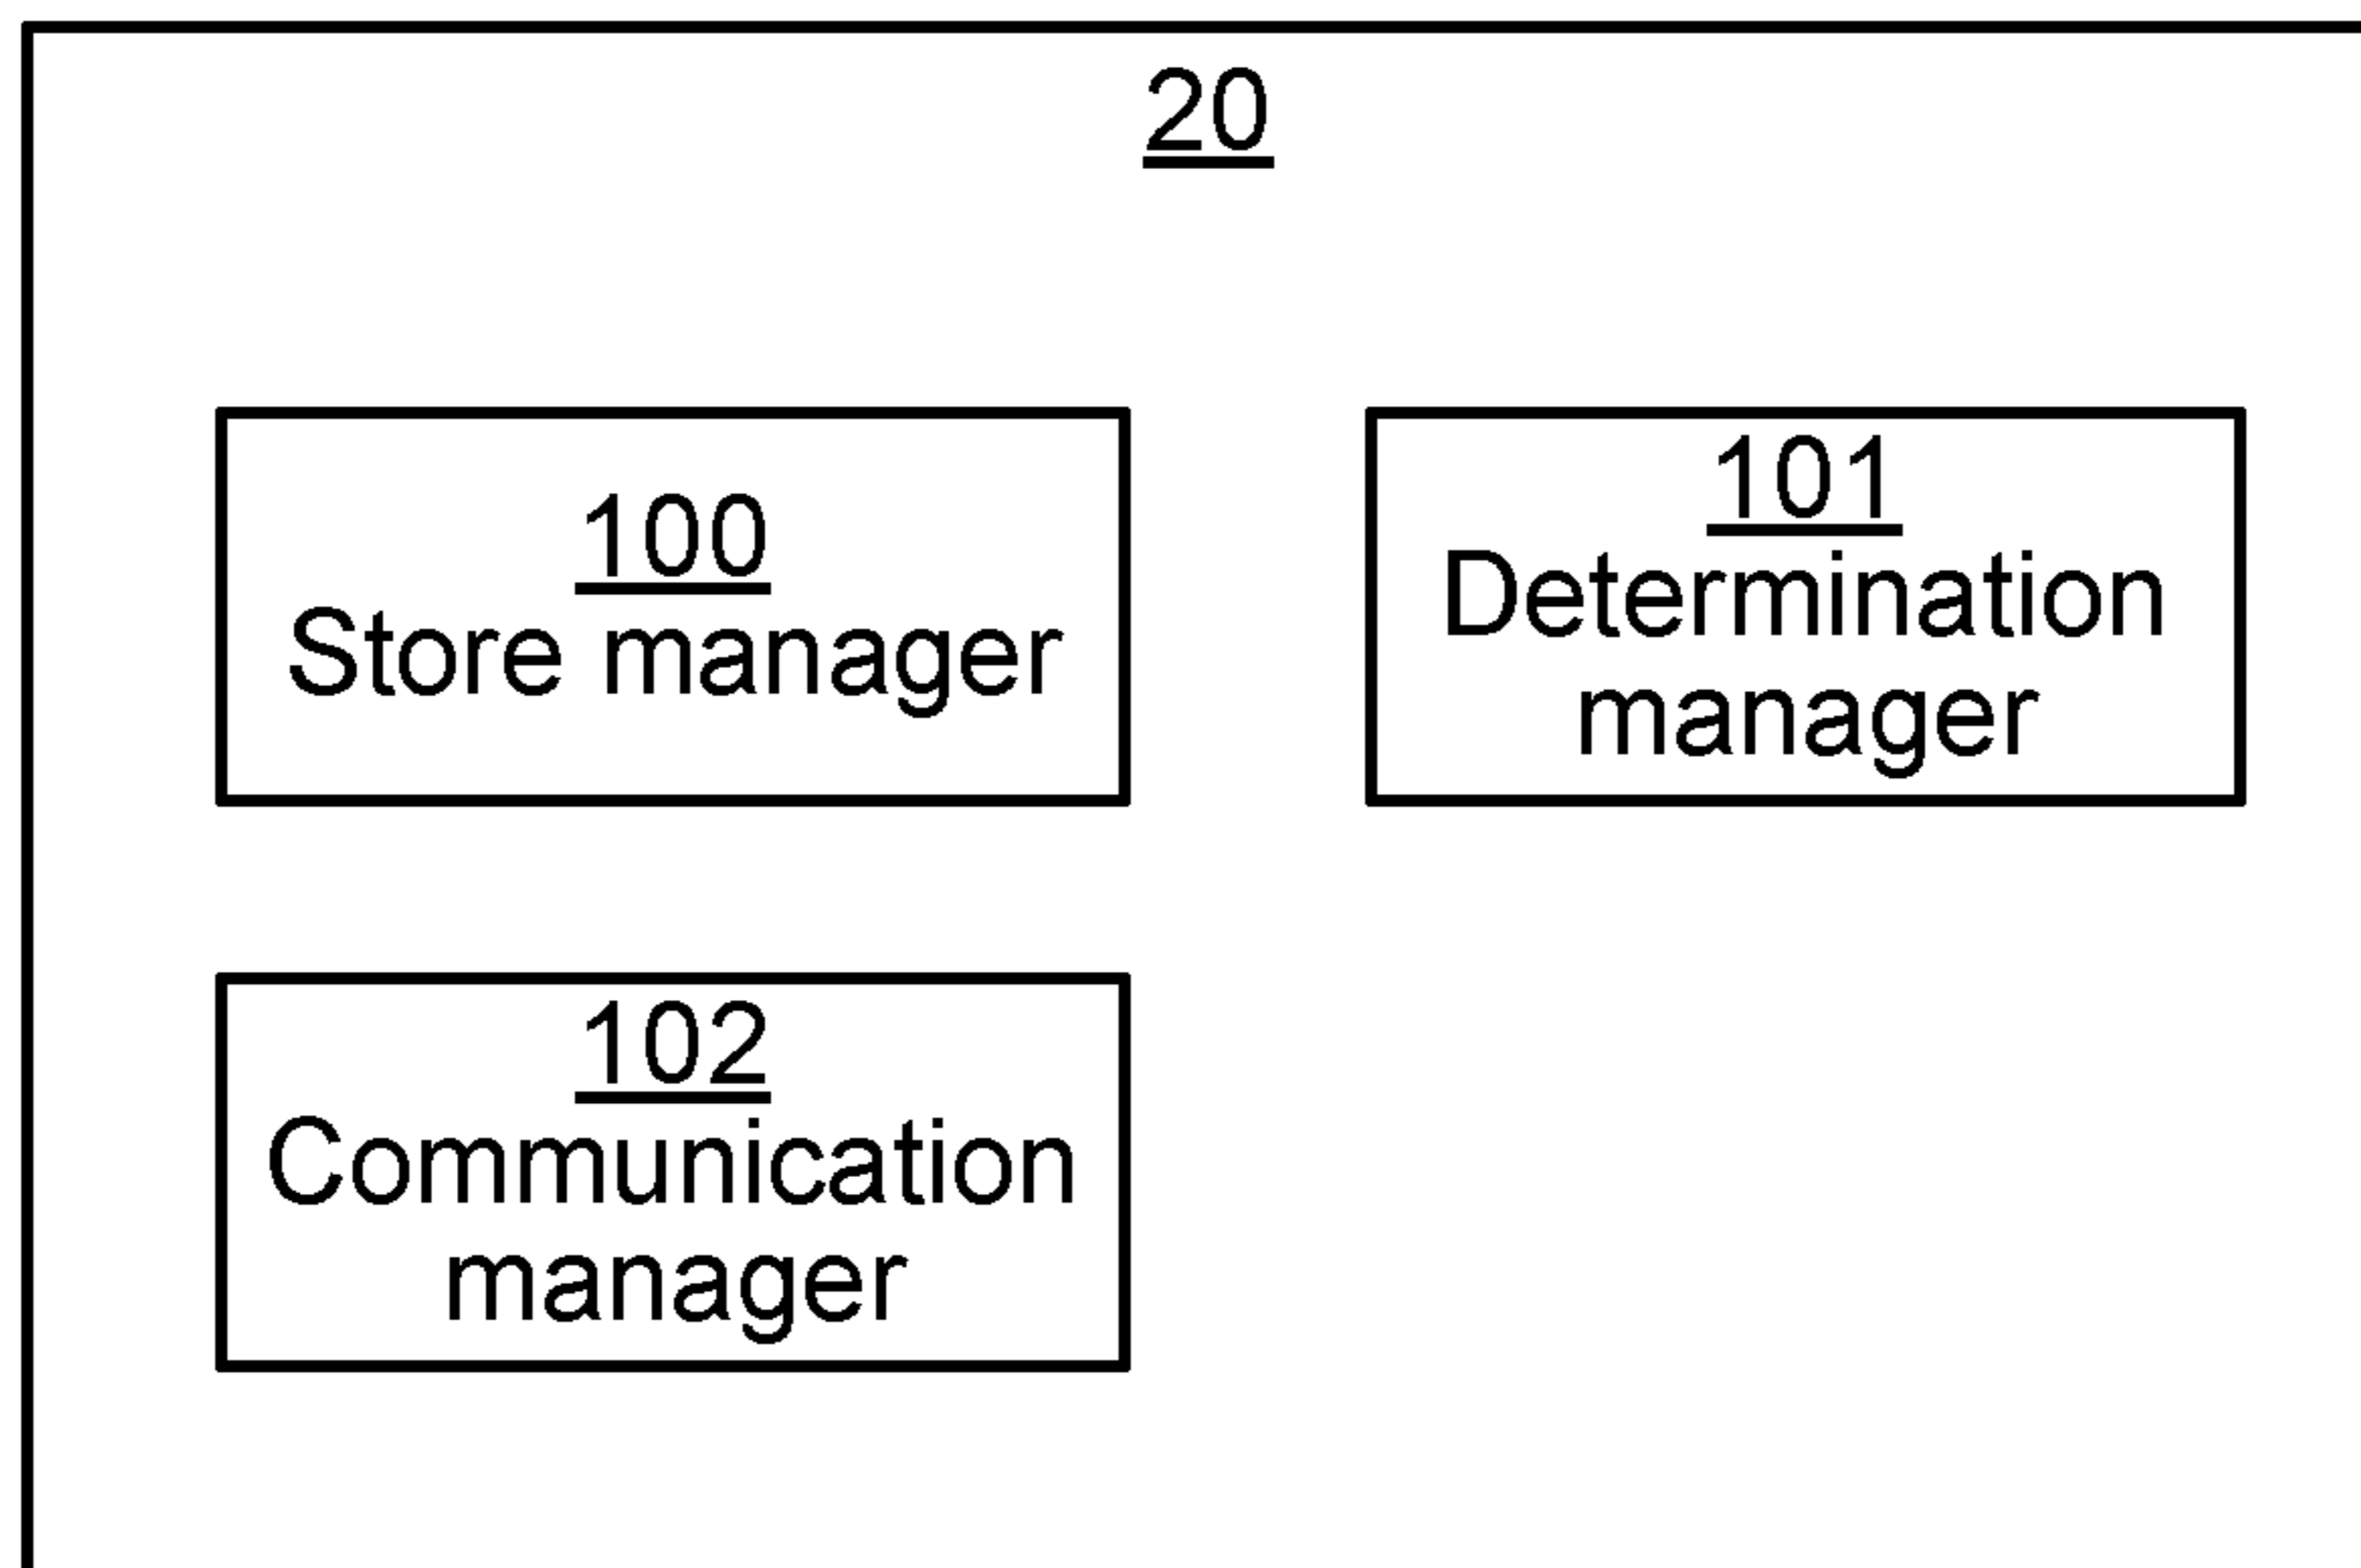 20
100
Store manager
101
Determination
manager
102
Communication
manager